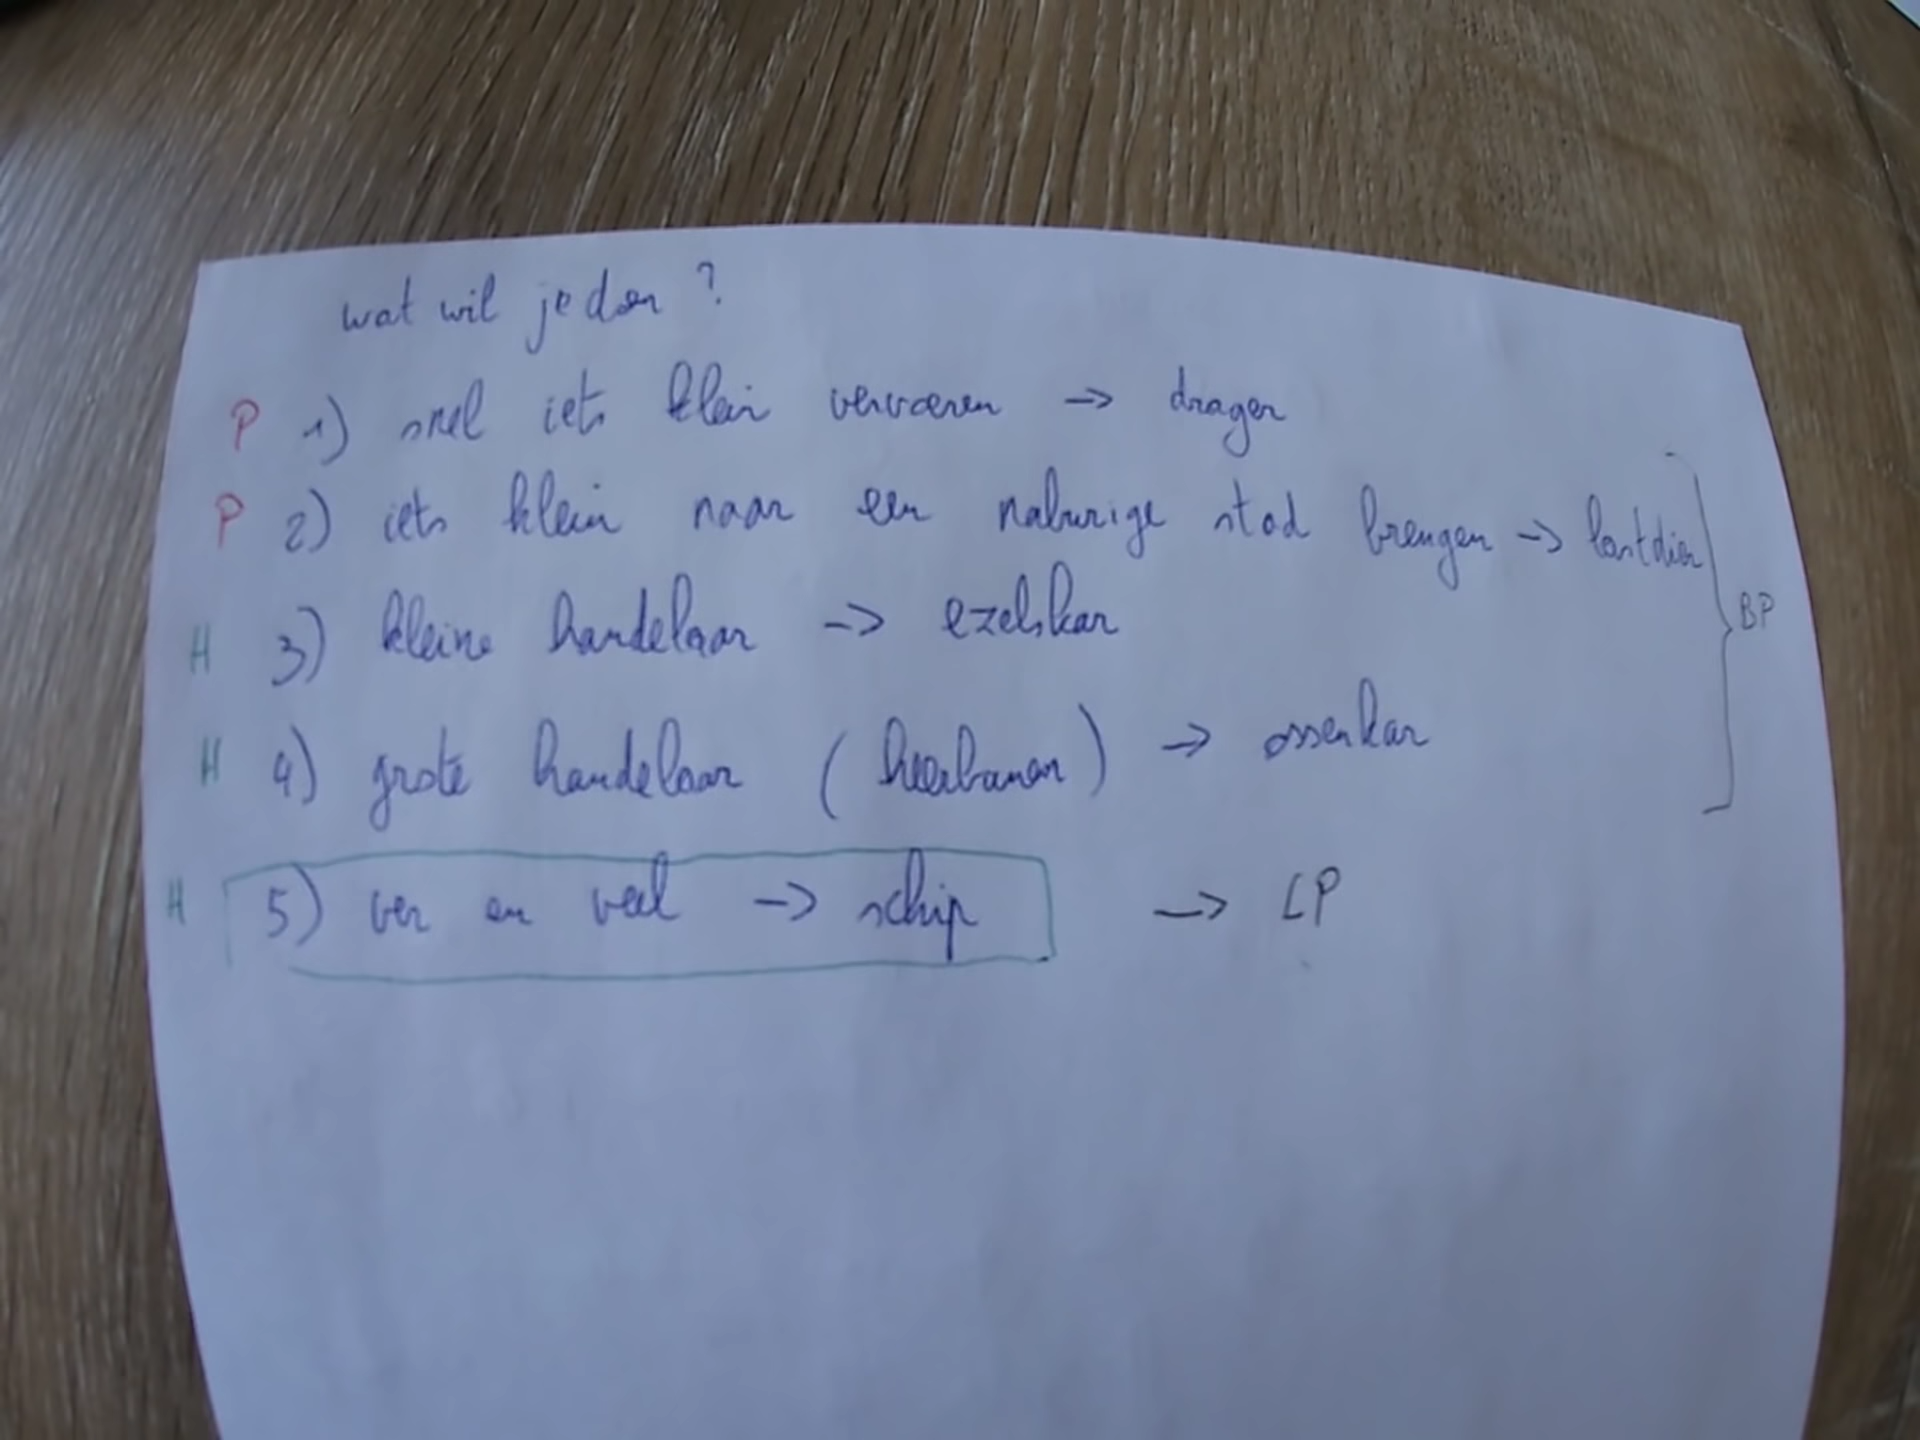 wat wil je doen ?
P 1) snel iets klein vervoeren -> drager
P 2) iets klein naar een naburige stad brengen -> lastdier
H 3) kleine handelaar -> ezelskar
H 4) grote handelaar (heerbanen) -> ossenkar
BP
H 5) ver en veel -> schip -> LP